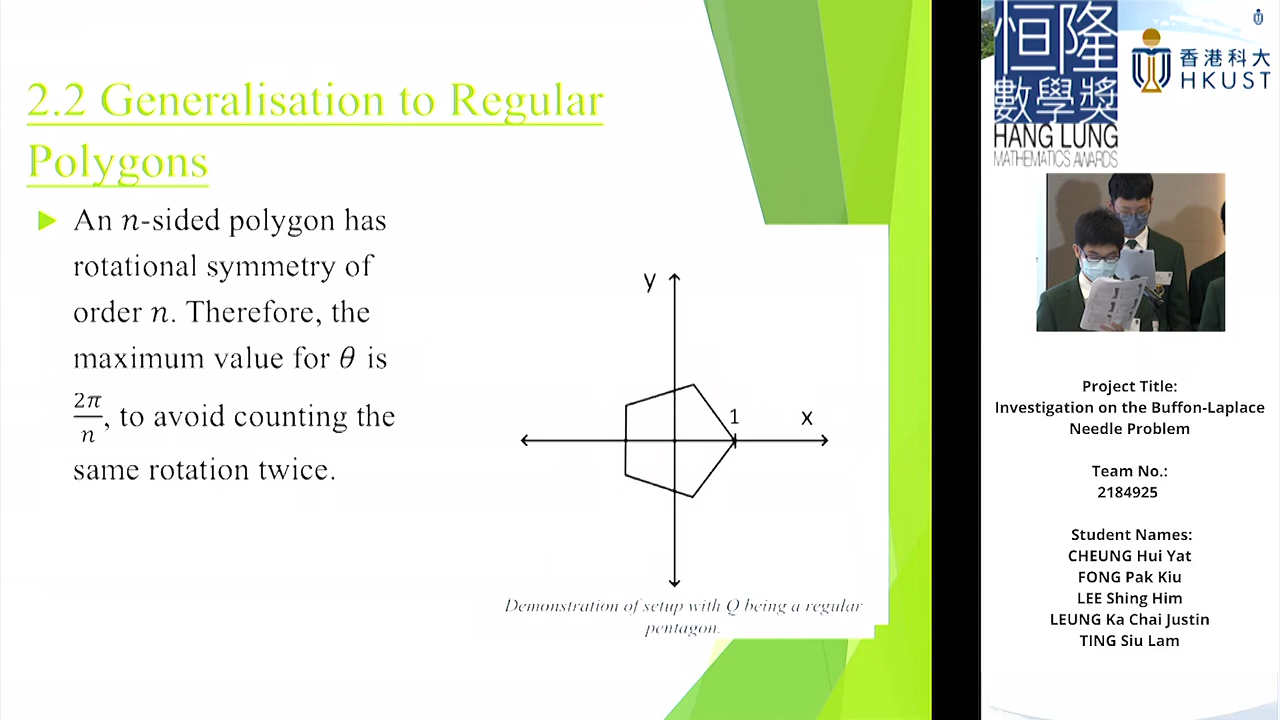 2.2 Generalisation to Regular
Polygons
An n-sided polygon has
rotational symmetry of
order n. Therefore, the
maximum value for θ is
2π/n, to avoid counting the
same rotation twice.
y
1
x
Demonstration of setup with Q being a regular
pentagon.
恒隆
數學獎
HANG LUNG
MATHEMATICS AWARDS
香港科大
HKUST
Project Title:
Investigation on the Buffon-Laplace
Needle Problem
Team No.:
2184925
Student Names:
CHEUNG Hui Yat
FONG Pak Kiu
LEE Shing Him
LEUNG Ka Chai Justin
TING Siu Lam